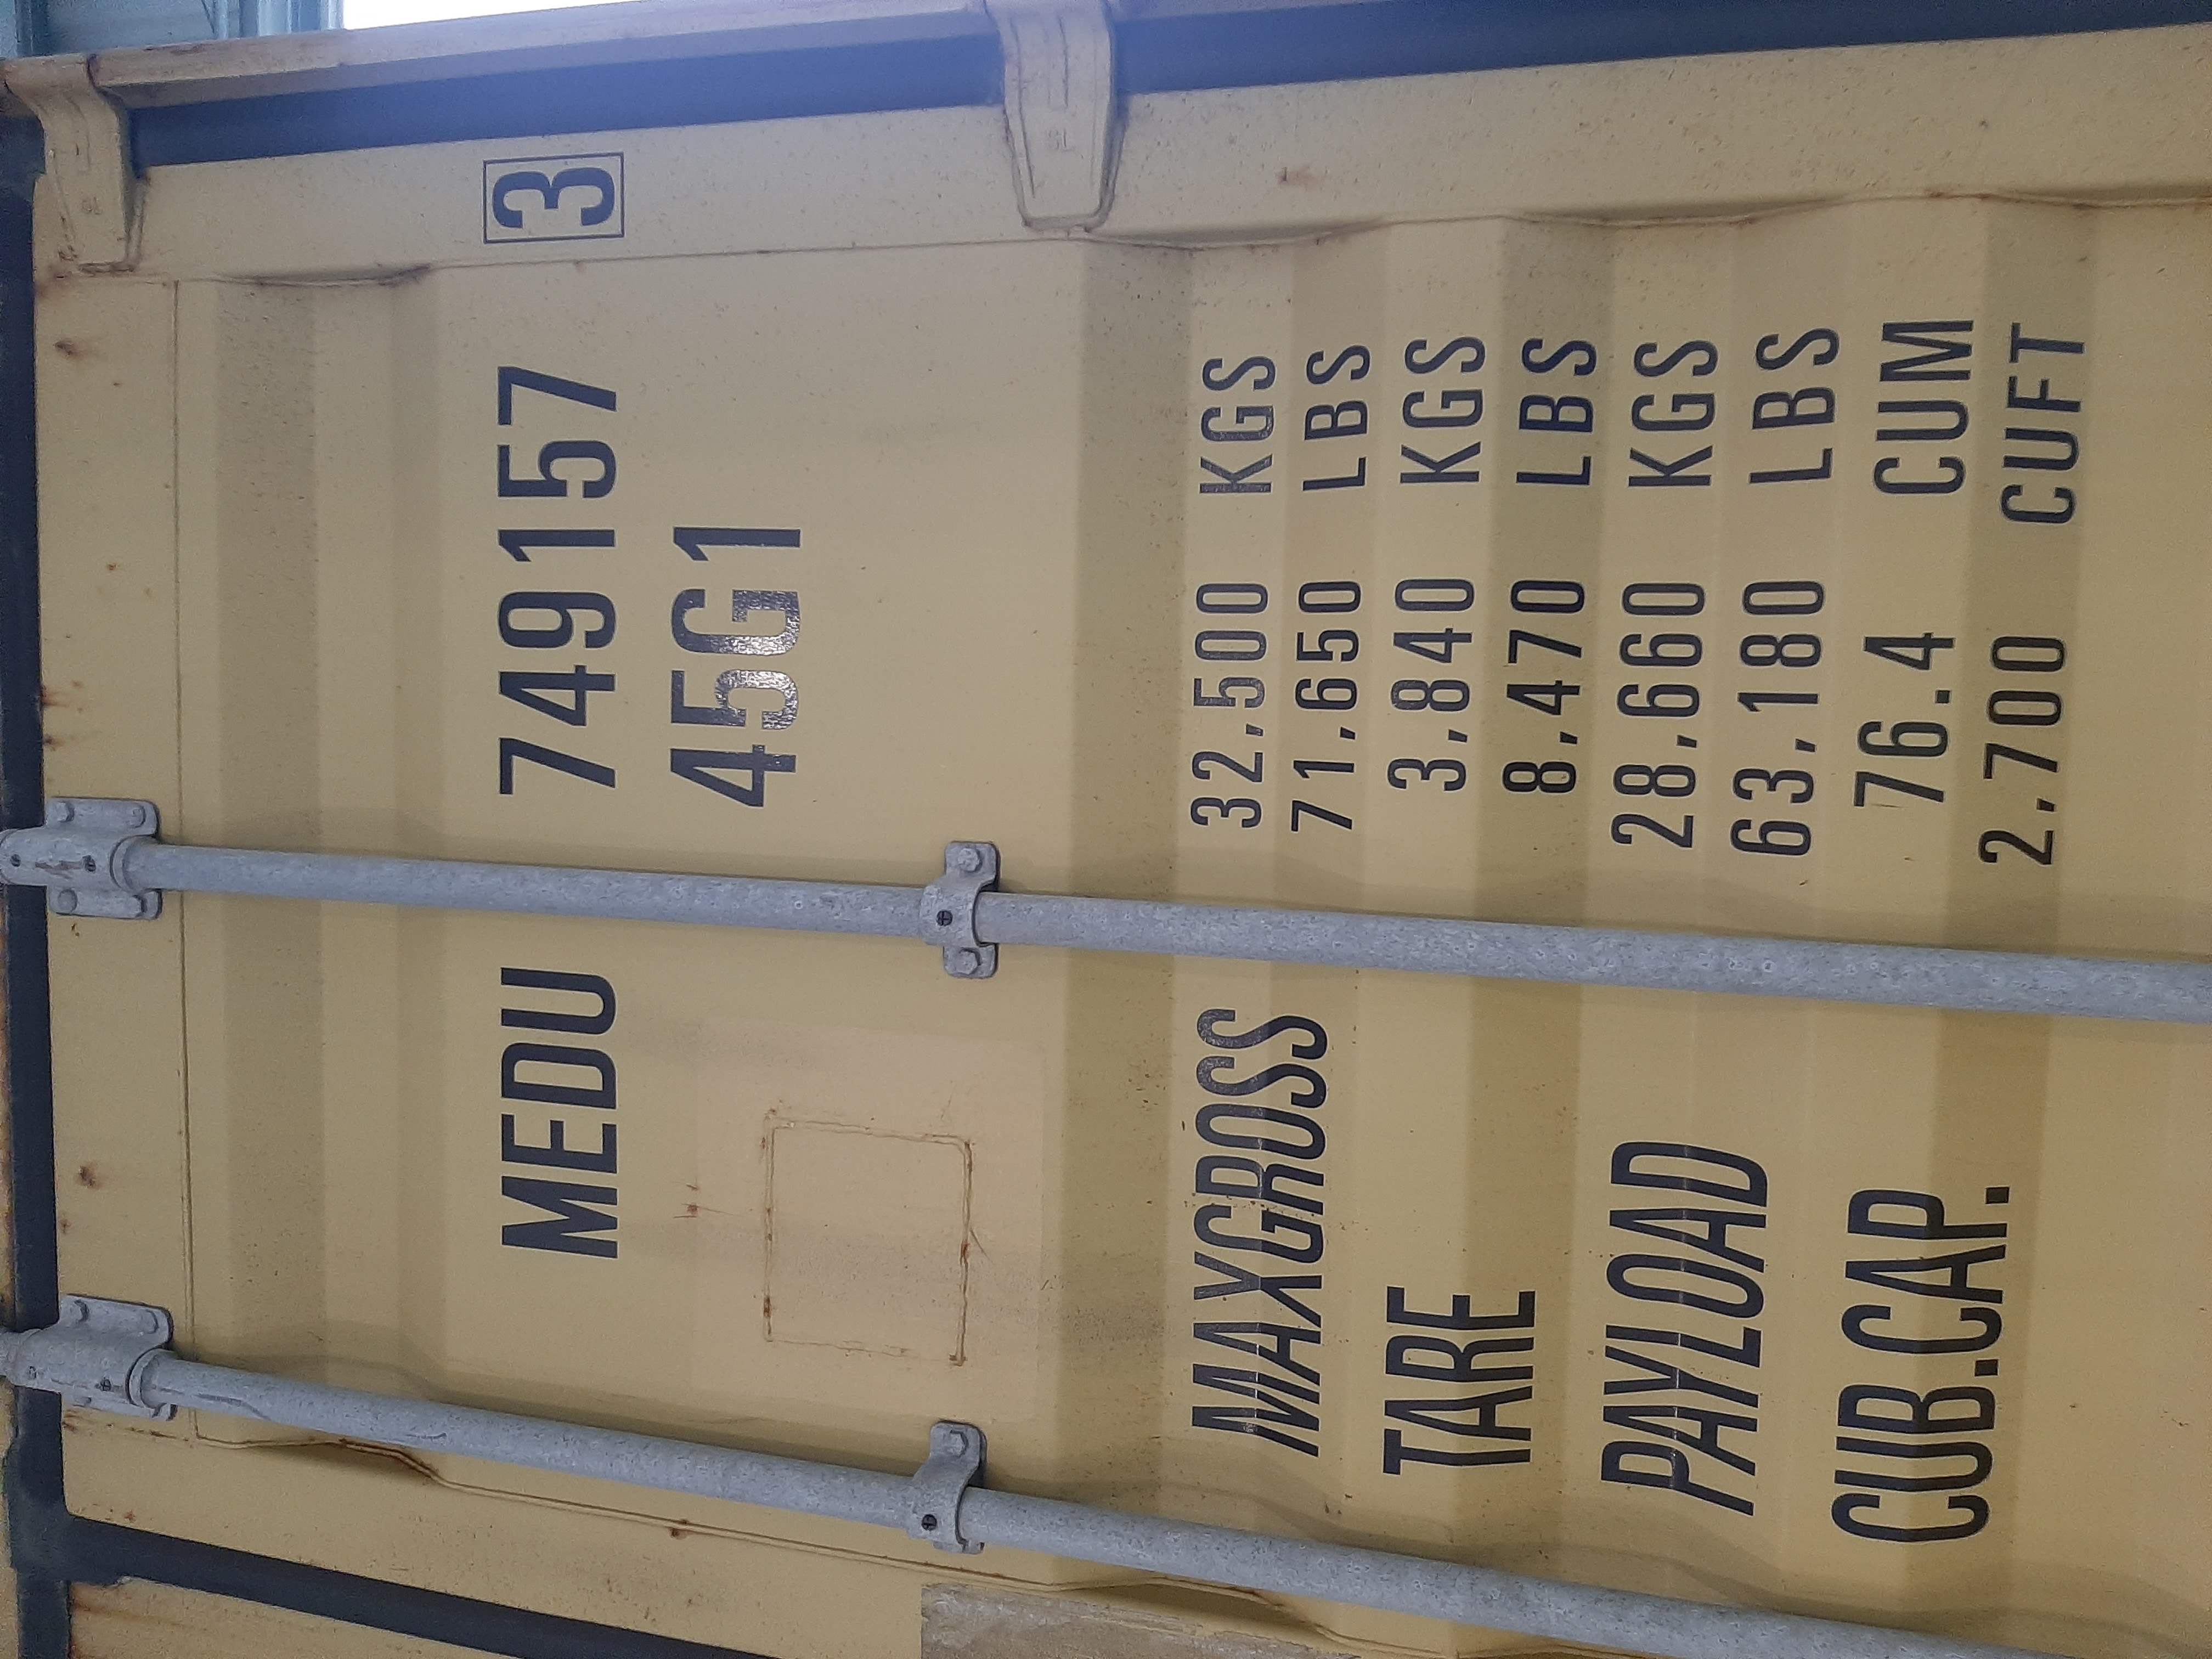 MEDU 749157 3
45G1
MAXGROSS 32,500 KGS
71,650 LBS
TARE 3,840 KGS
8,470 LBS
PAYLOAD 28,660 KGS
63,180 LBS
CUB.CAP. 76.4 CUM
2,700 CUFT